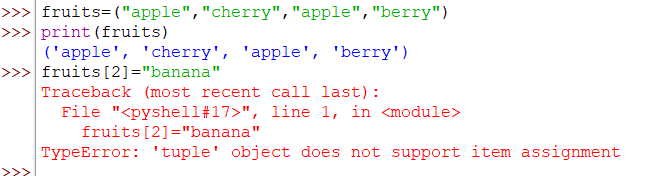 >>> fruits=("apple","cherry","apple","berry")
>>> print(fruits)
('apple', 'cherry', 'apple', 'berry')
>>> fruits[2]="banana"
Traceback (most recent call last):
  File "<pyshell#17>", line 1, in <module>
    fruits[2]="banana"
TypeError: 'tuple' object does not support item assignment
>>>